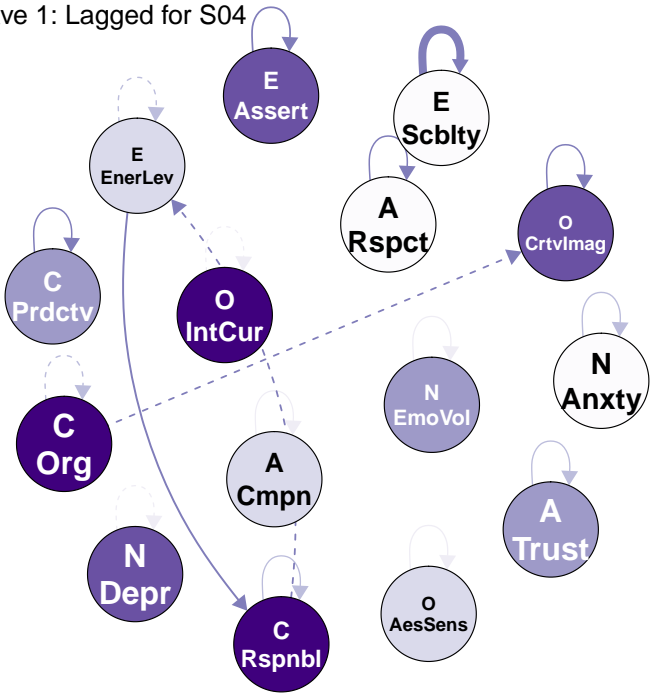 ve 1: Lagged for S04
E
Assert
E
Scblty
E
EnerLev
A
Rspct
O
CrtvImag
C
Prdctv
O
IntCur
N
Anxty
N
EmoVol
C
Org
A
Cmpn
A
Trust
N
Depr
O
AesSens
C
Rspnbl